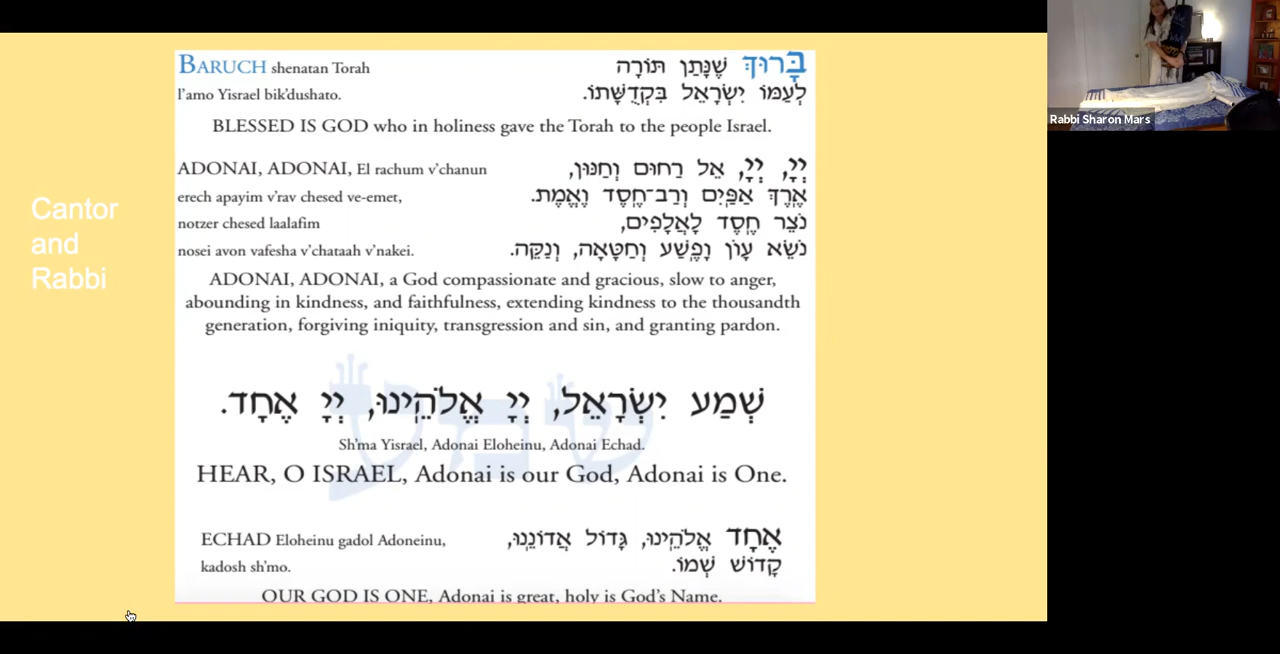 BARUCH shenatan Torah
l'amo Yisrael bik'dushato.
בָּרוּךְ שֶׁנָּתַן תּוֹרָה
לְעַמּוֹ יִשְׂרָאֵל בִּקְדֻשָּׁתוֹ.
BLESSED IS GOD who in holiness gave the Torah to the people Israel.
ADONAI, ADONAI, El rachum v'chanun
erech apayim v'rav chesed ve-emet,
notzer chesed laalafim
nosei avon vafesha v'chataah v'nakei.
יְיָ, יְיָ, אֵל רַחוּם וְחַנּוּן,
אֶרֶךְ אַפַּיִם וְרַב־חֶסֶד וֶאֱמֶת.
נֹצֵר חֶסֶד לָאֲלָפִים,
נֹשֵׂא עָוֹן וָפֶשַׁע וְחַטָּאָה, וְנַקֵּה.
ADONAI, ADONAI, a God compassionate and gracious, slow to anger,
abounding in kindness, and faithfulness, extending kindness to the thousandth
generation, forgiving iniquity, transgression and sin, and granting pardon.
Cantor
and
Rabbi
שְׁמַע יִשְׂרָאֵל, יְיָ אֱלֹהֵינוּ, יְיָ אֶחָד.
Sh'ma Yisrael, Adonai Eloheinu, Adonai Echad.
HEAR, O ISRAEL, Adonai is our God, Adonai is One.
ECHAD Eloheinu gadol Adoneinu,
kadosh sh'mo.
אֶחָד אֱלֹהֵינוּ, גָּדוֹל אֲדוֹנֵנוּ,
קָדוֹשׁ שְׁמוֹ.
OUR GOD IS ONE, Adonai is great, holy is God's Name.
שמע
Rabbi Sharon Mars